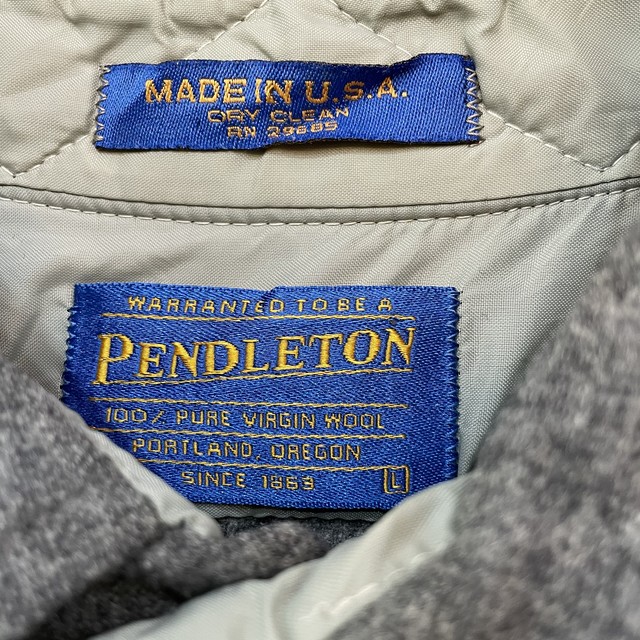 MADE IN U.S.A.
DRY CLEAN
RN 29685
WARRANTED TO BE A
PENDLETON
100% PURE VIRGIN WOOL
PORTLAND, OREGON
SINCE 1863 L